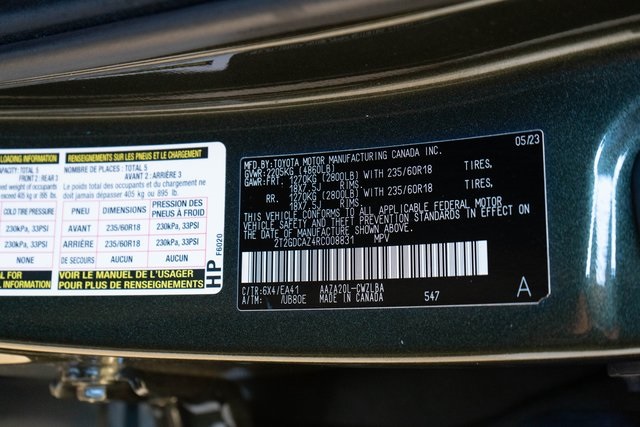 LOADING INFORMATION
CAPACITY: TOTAL 5
FRONT 2 : REAR 3
weight of occupants and
exceed 405 kg or 895 lb.
COLD TIRE PRESSURE
230kPa, 33PSI
230kPa, 33PSI
NONE
RENSEIGNEMENTS SUR LES PNEUS ET LE CHARGEMENT
NOMBRE DE PLACES : TOTAL 5
AVANT 2 : ARRIÈRE 3
Le poids total des occupants et du chargement ne
doit jamais dépasser 405 kg ou 895 lb.
PNEU DIMENSIONS PRESSION DES PNEUS À FROID
AVANT 235/60R18 230kPa, 33PSI
ARRIÈRE 235/60R18 230kPa, 33PSI
DE SECOURS AUCUN AUCUN
VOIR LE MANUEL DE L'USAGER
POUR PLUS DE RENSEIGNEMENTS
HP F6020
05/23
MFD.BY:TOYOTA MOTOR MANUFACTURING CANADA INC.
GVWR:2205KG (4860LB)
GAWR:FRT. 1270KG (2800LB) WITH 235/60R18 TIRES,
18X7.5J RIMS.
RR. 1270KG (2800LB) WITH 235/60R18 TIRES,
18X7.5J RIMS.
THIS VEHICLE CONFORMS TO ALL APPLICABLE FEDERAL MOTOR
VEHICLE SAFETY AND THEFT PREVENTION STANDARDS IN EFFECT ON
THE DATE OF MANUFACTURE SHOWN ABOVE.
2T2GDCAZ4RC008831 MPV
C/TR:6X4/EA41 AAZA20L-CWZLBA
A/TM: /UB80E MADE IN CANADA 547 A